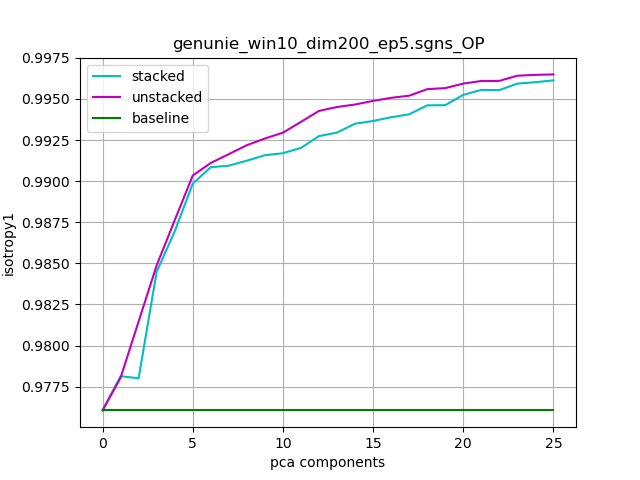 genunie_win10_dim200_ep5.sgns_OP
stacked
unstacked
baseline
0.9975
0.9950
0.9925
0.9900
0.9875
0.9850
0.9825
0.9800
0.9775
isotropy1
0 5 10 15 20 25
pca components